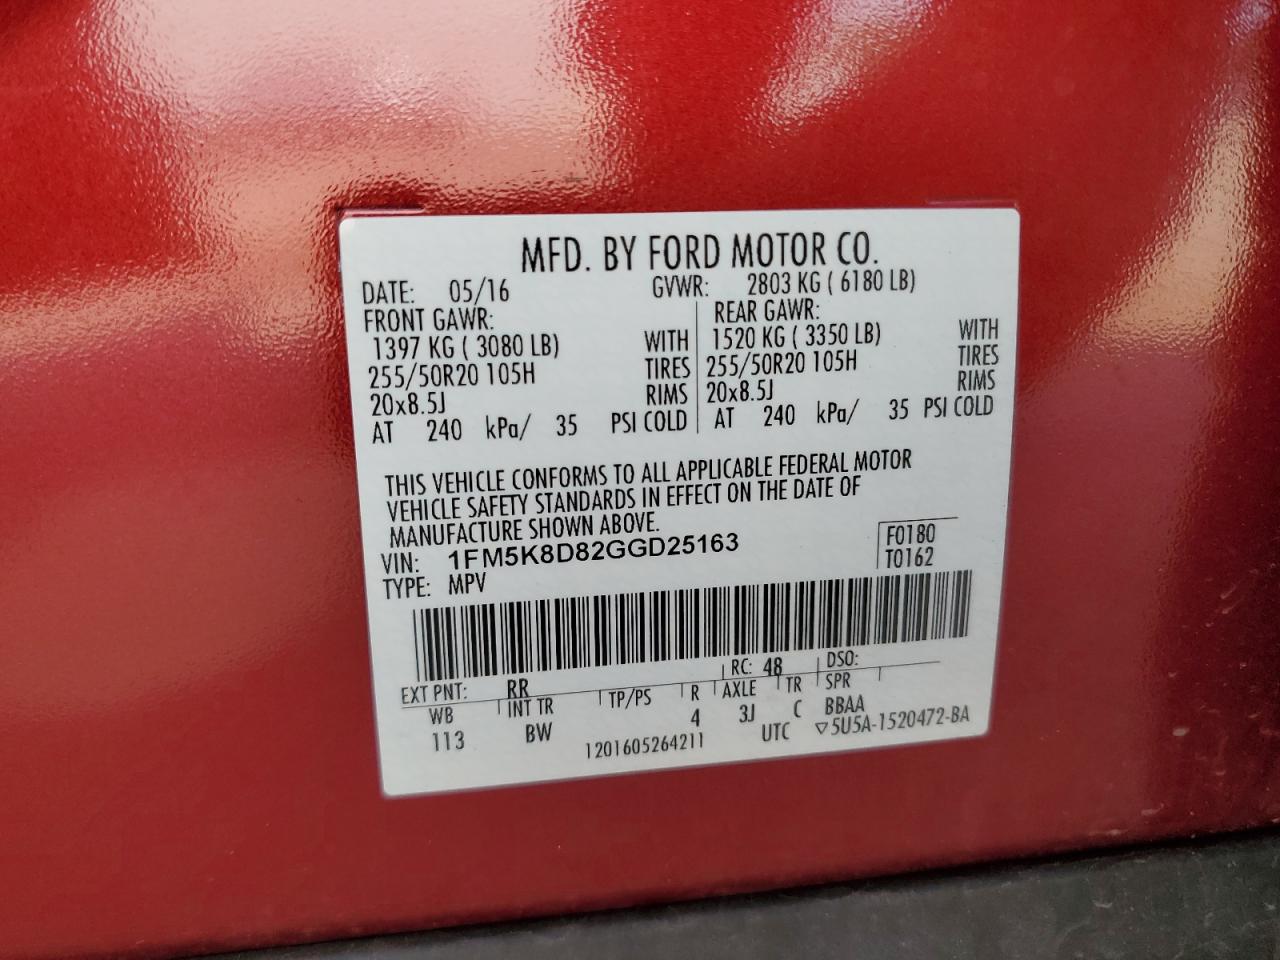 MFD. BY FORD MOTOR CO.
DATE: 05/16 GVWR: 2803 KG ( 6180 LB)
FRONT GAWR: REAR GAWR:
1397 KG ( 3080 LB) WITH 1520 KG ( 3350 LB) WITH
255/50R20 105H TIRES 255/50R20 105H TIRES
20x8.5J RIMS 20x8.5J RIMS
AT 240 kPa/ 35 PSI COLD AT 240 kPa/ 35 PSI COLD
THIS VEHICLE CONFORMS TO ALL APPLICABLE FEDERAL MOTOR
VEHICLE SAFETY STANDARDS IN EFFECT ON THE DATE OF
MANUFACTURE SHOWN ABOVE.
VIN: 1FM5K8D82GGD25163 F0180
TYPE: MPV T0162
EXT PNT: RR RC: 48 DSO:
WB INT TR TP/PS R AXLE TR SPR
113 BW 4 3J C BBAA
1201605264211 UTC ▽5U5A-1520472-BA